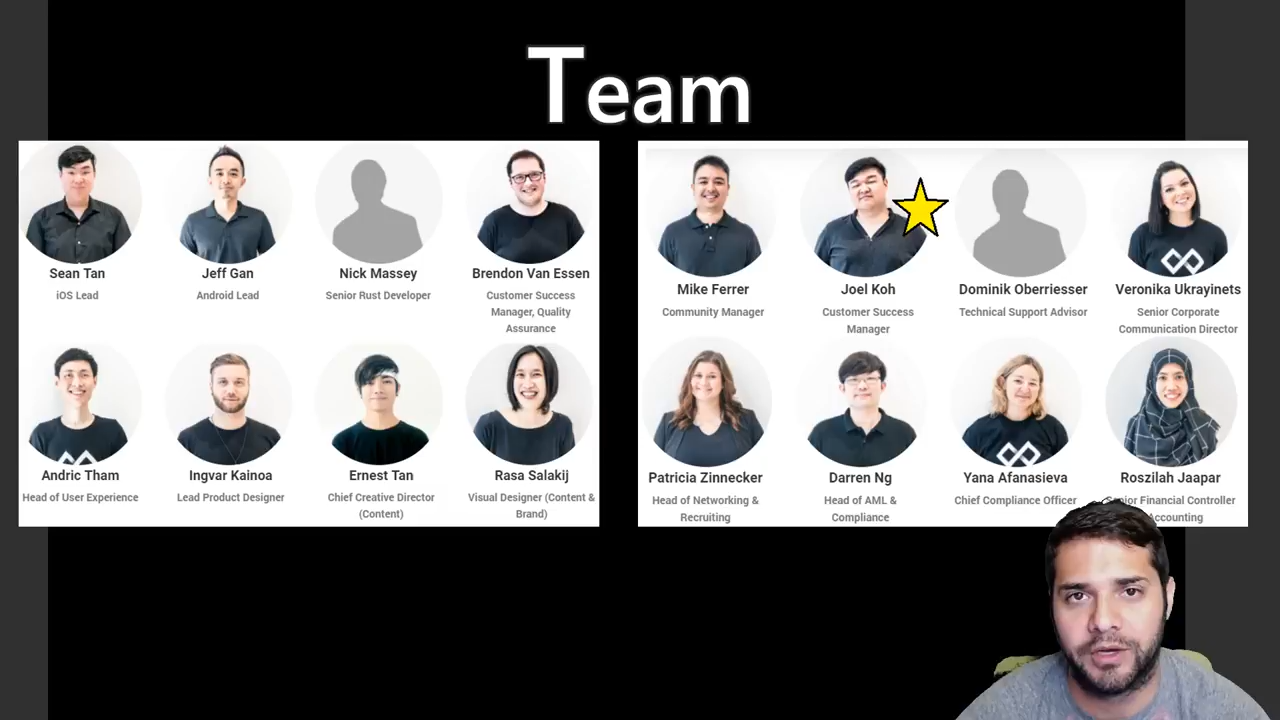 Team
Sean Tan
iOS Lead
Jeff Gan
Android Lead
Nick Massey
Senior Rust Developer
Brendon Van Essen
Customer Success
Manager, Quality
Assurance
Andric Tham
Head of User Experience
Ingvar Kainoa
Lead Product Designer
Ernest Tan
Chief Creative Director
(Content)
Rasa Salakij
Visual Designer (Content &
Brand)
Mike Ferrer
Community Manager
Joel Koh
Customer Success
Manager
Dominik Oberriesser
Technical Support Advisor
Veronika Ukrayinets
Senior Corporate
Communication Director
Patricia Zinnecker
Head of Networking &
Recruiting
Darren Ng
Head of AML &
Compliance
Yana Afanasieva
Chief Compliance Officer
Roszilah Jaapar
Financial Controller
Accounting